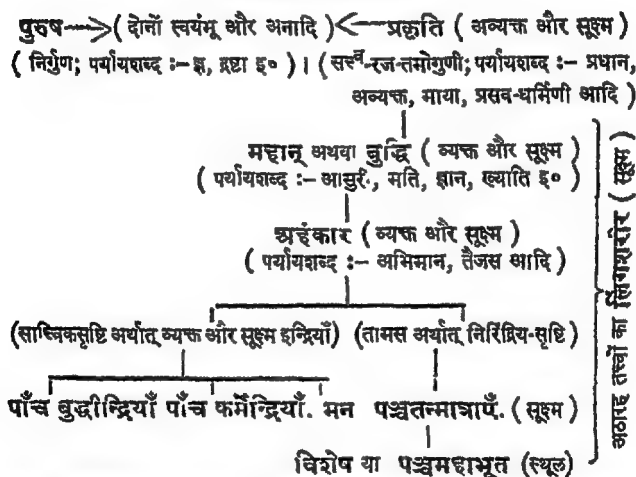 पुरुष (दोनों स्वयंभू और अनादि) प्रकृति (अव्यक्त और सूक्ष्म)
(निर्गुण; पर्यायशब्द :– ज्ञ, द्रष्टा इ०)। (सत्त्व-रज-तमोगुणी; पर्यायशब्द :– प्रधान,
अव्यक्त, माया, प्रसव-धर्मिणी आदि)
महान् अथवा बुद्धि (व्यक्त और सूक्ष्म)
(पर्यायशब्द :– आसुरी, मति, ज्ञान, ख्याति इ०)
अहंकार (व्यक्त और सूक्ष्म)
(पर्यायशब्द :– अभिमान, तैजस आदि)
(सात्त्विकसृष्टि अर्थात् व्यक्त और सूक्ष्म इन्द्रियाँ) (तामस अर्थात् निरिंद्रिय-सृष्टि)
पाँच बुद्धीन्द्रियाँ पाँच कर्मेन्द्रियाँ. मन पञ्चतन्मात्राएँ. (सूक्ष्म)
विशेष या पञ्चमहाभूत (स्थूल)
अठारह तत्त्वों का लिंगशरीर (सूक्ष्म)